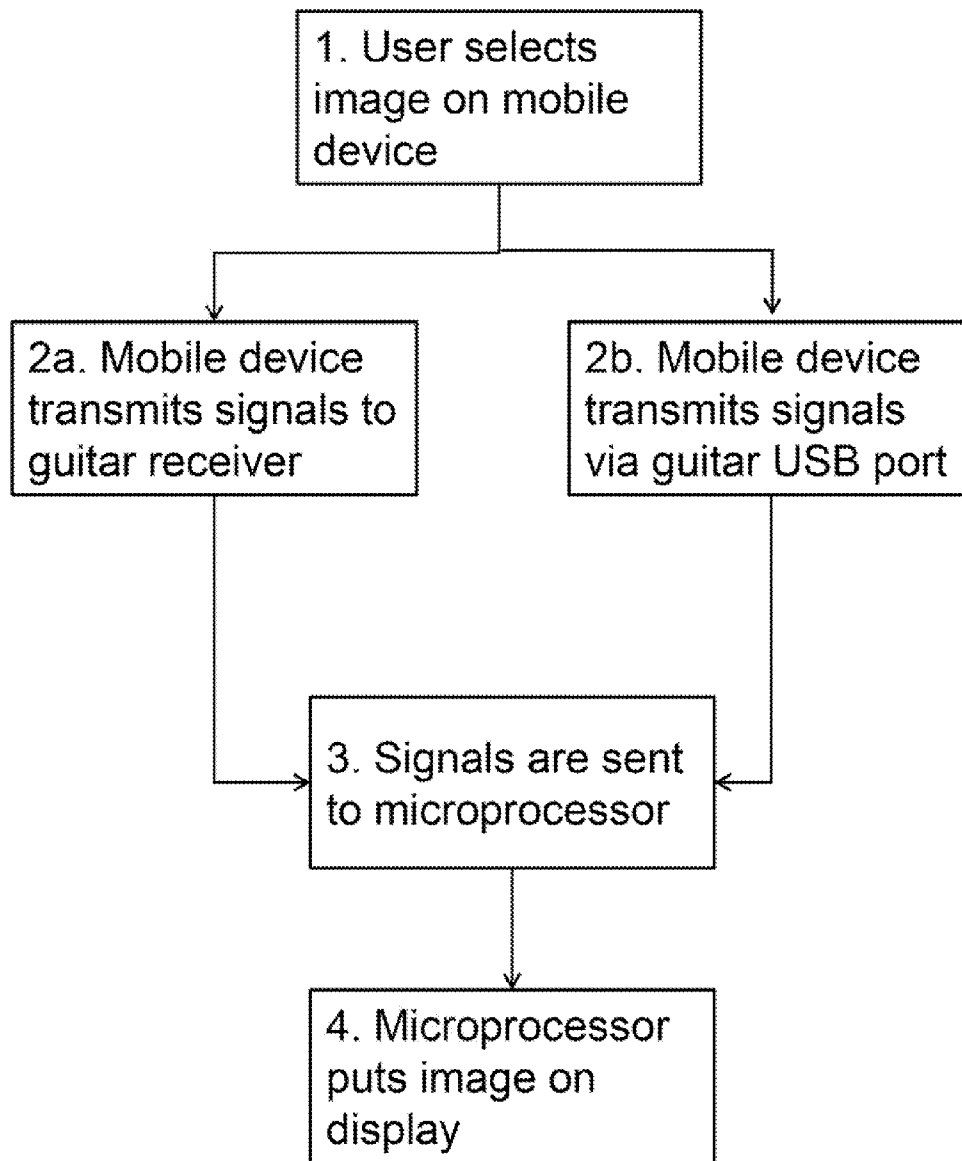 1. User selects
image on mobile
device
2a. Mobile device
transmits signals to
guitar receiver
2b. Mobile device
transmits signals
via guitar USB port
3. Signals are sent
to microprocessor
4. Microprocessor
puts image on
display